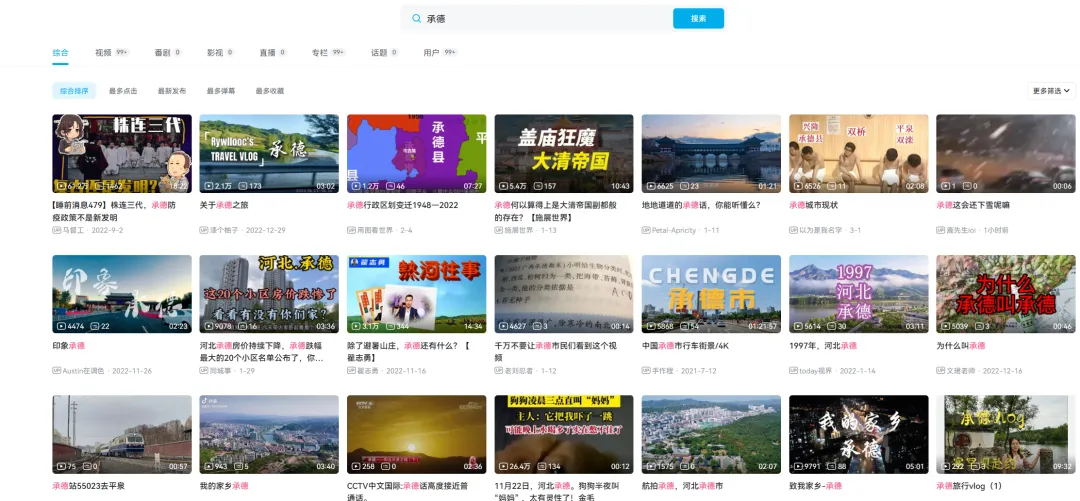 承德
搜索
综合
视频 99+
番剧 0
影视 0
直播 0
专栏 99+
话题 0
用户 99+
综合排序
最多点击
最新发布
最多弹幕
最多收藏
更多筛选
株连三代
1462
18:22
【睡前消息479】株连三代，承德防
疫政策不是新发明
马督工 · 2022-9-2
Rywllooc's
TRAVEL VLOG
承德
2.1万 173 03:02
关于承德之旅
· 2022-12-29
承德县
平
县
1.2万 46 07:27
承德行政区划变迁1948—2022
用图看世界 · 2-4
盖庙狂魔
大清帝国
5.4万 157 10:43
承德何以算得上是大清帝国副都般
的存在？【施展世界】
施展世界 · 1-13
6625 23 01:21
地地道道的承德话，你能听懂么？
Petal-Apricity · 1-11
兴隆
承德县
双桥
平泉
双滦
6526 11 02:08
承德城市现状
以为是我名字 · 3-1
1 0 00:06
承德这会还下雪呢嘛
· 1小时前
印象承德
4474 22 02:23
印象承德
Austin在调色 · 2022-11-26
河北.承德
这20个小区房价跌惨了
看看有没有你们家?
9078 16 03:36
河北承德房价持续下降，承德跌幅
最大的20个小区名单公布了，你…
同城事 · 1-29
翟志勇
热河往事
3.1万 344 14:34
除了避暑山庄，承德还有什么？【
翟志勇】
翟志勇 · 2022-11-16
4627 3 00:14
千万不要让承德市民们看到这个视
频
老刘忍者 · 1-12
CHENGDE
承德市
5868 54 01:21:57
中国承德市行车街景/4K
手作搜 · 2021-7-12
1997
河北
承德
5614 30 03:11
1997年，河北承德
today视界 · 2022-1-14
为什么
承德叫承德
5039 3 00:46
为什么叫承德
文珺老师 · 2022-12-16
75 0 00:57
承德站55023去平泉
943 5 03:40
我的家乡承德
258 0 02:36
CCTV中文国际:承德话高度接近普
通话。
狗狗凌晨三点直叫“妈妈”
主人：它把我吓了一跳
可能晚上水喝多了实在憋不住了
26.4万 134 00:12
11月22日，河北承德。狗狗半夜叫
“妈妈”，太有灵性了！金毛
1575 0 02:07
航拍承德，河北承德市
我的家乡
承德
9791 88 05:01
致我家乡-承德
承德vlog
292 3 09:32
承德旅行vlog（1）